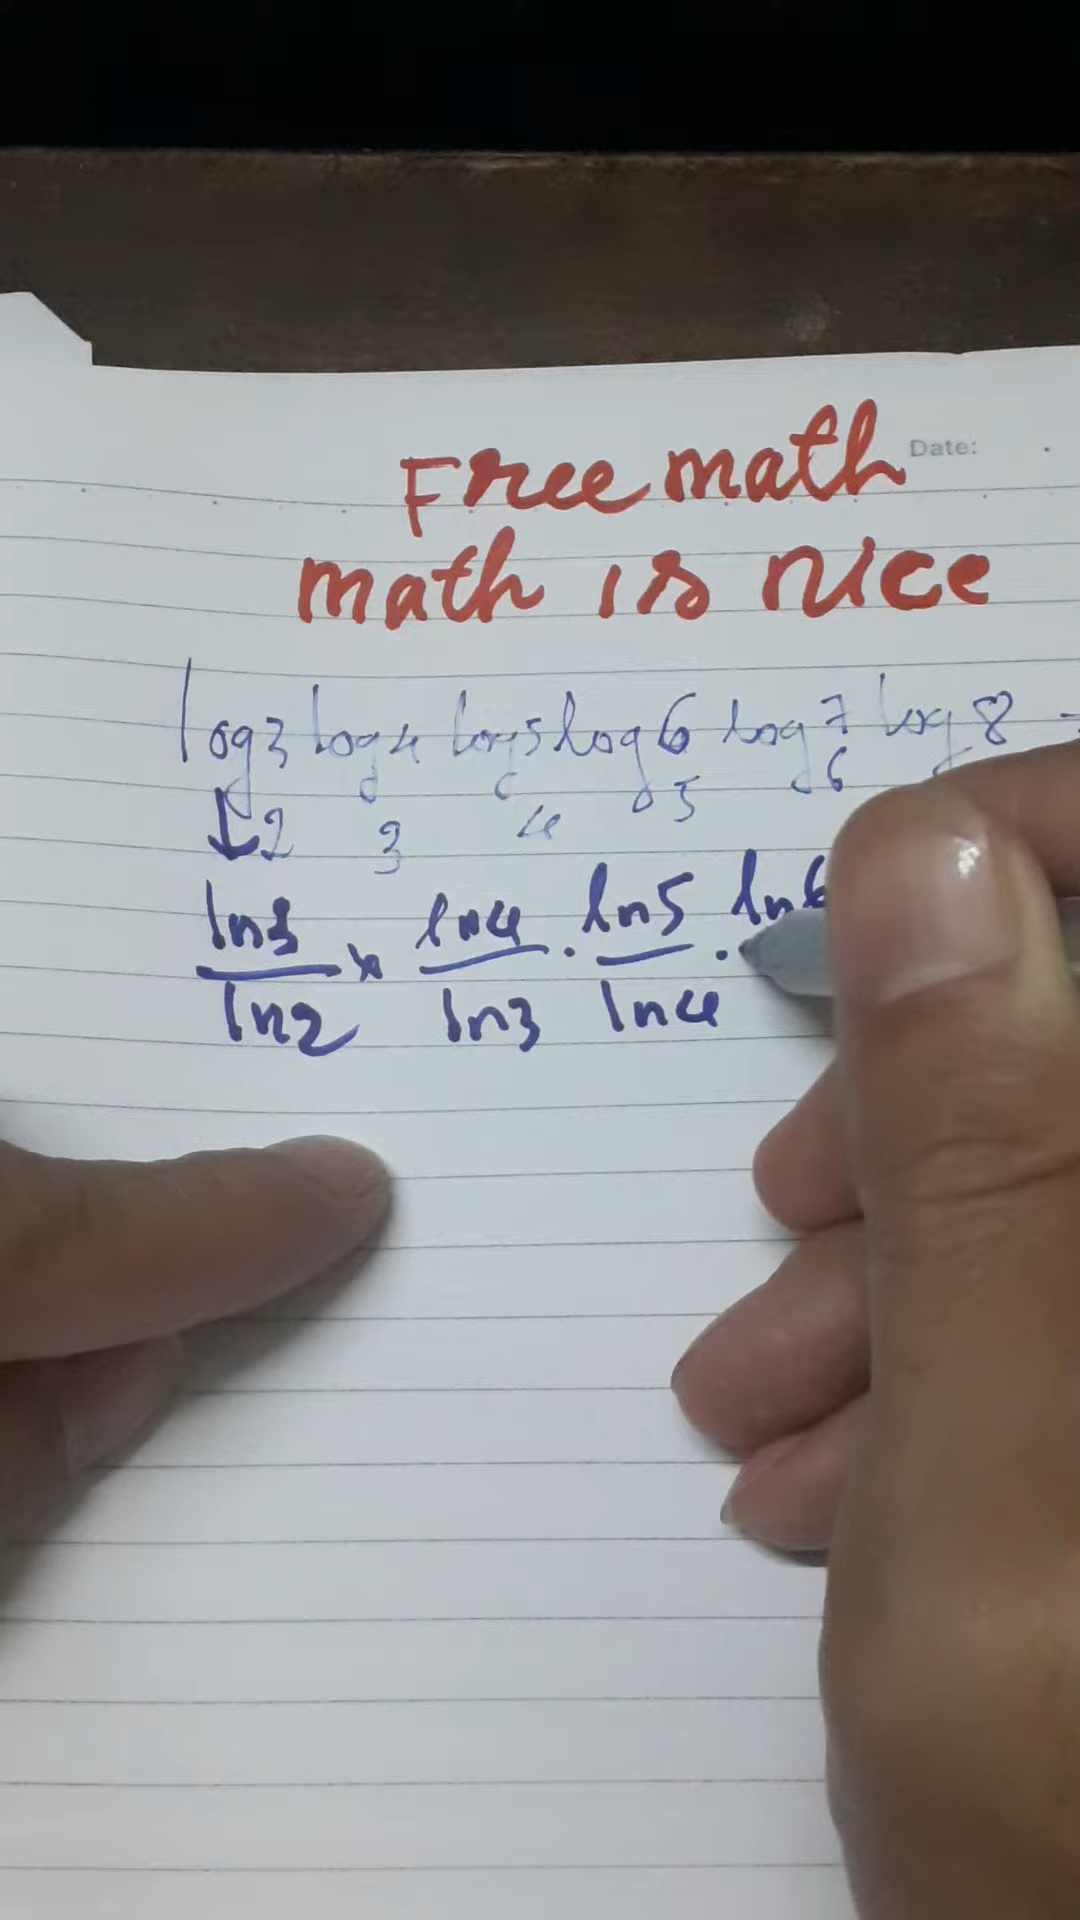 Free math
Date:
math is nice
log3 log4 log5 log6 log7 log8 =
2 3 4 5 6
ln3 × ln4 . ln5 . ln6
ln2 ln3 ln4